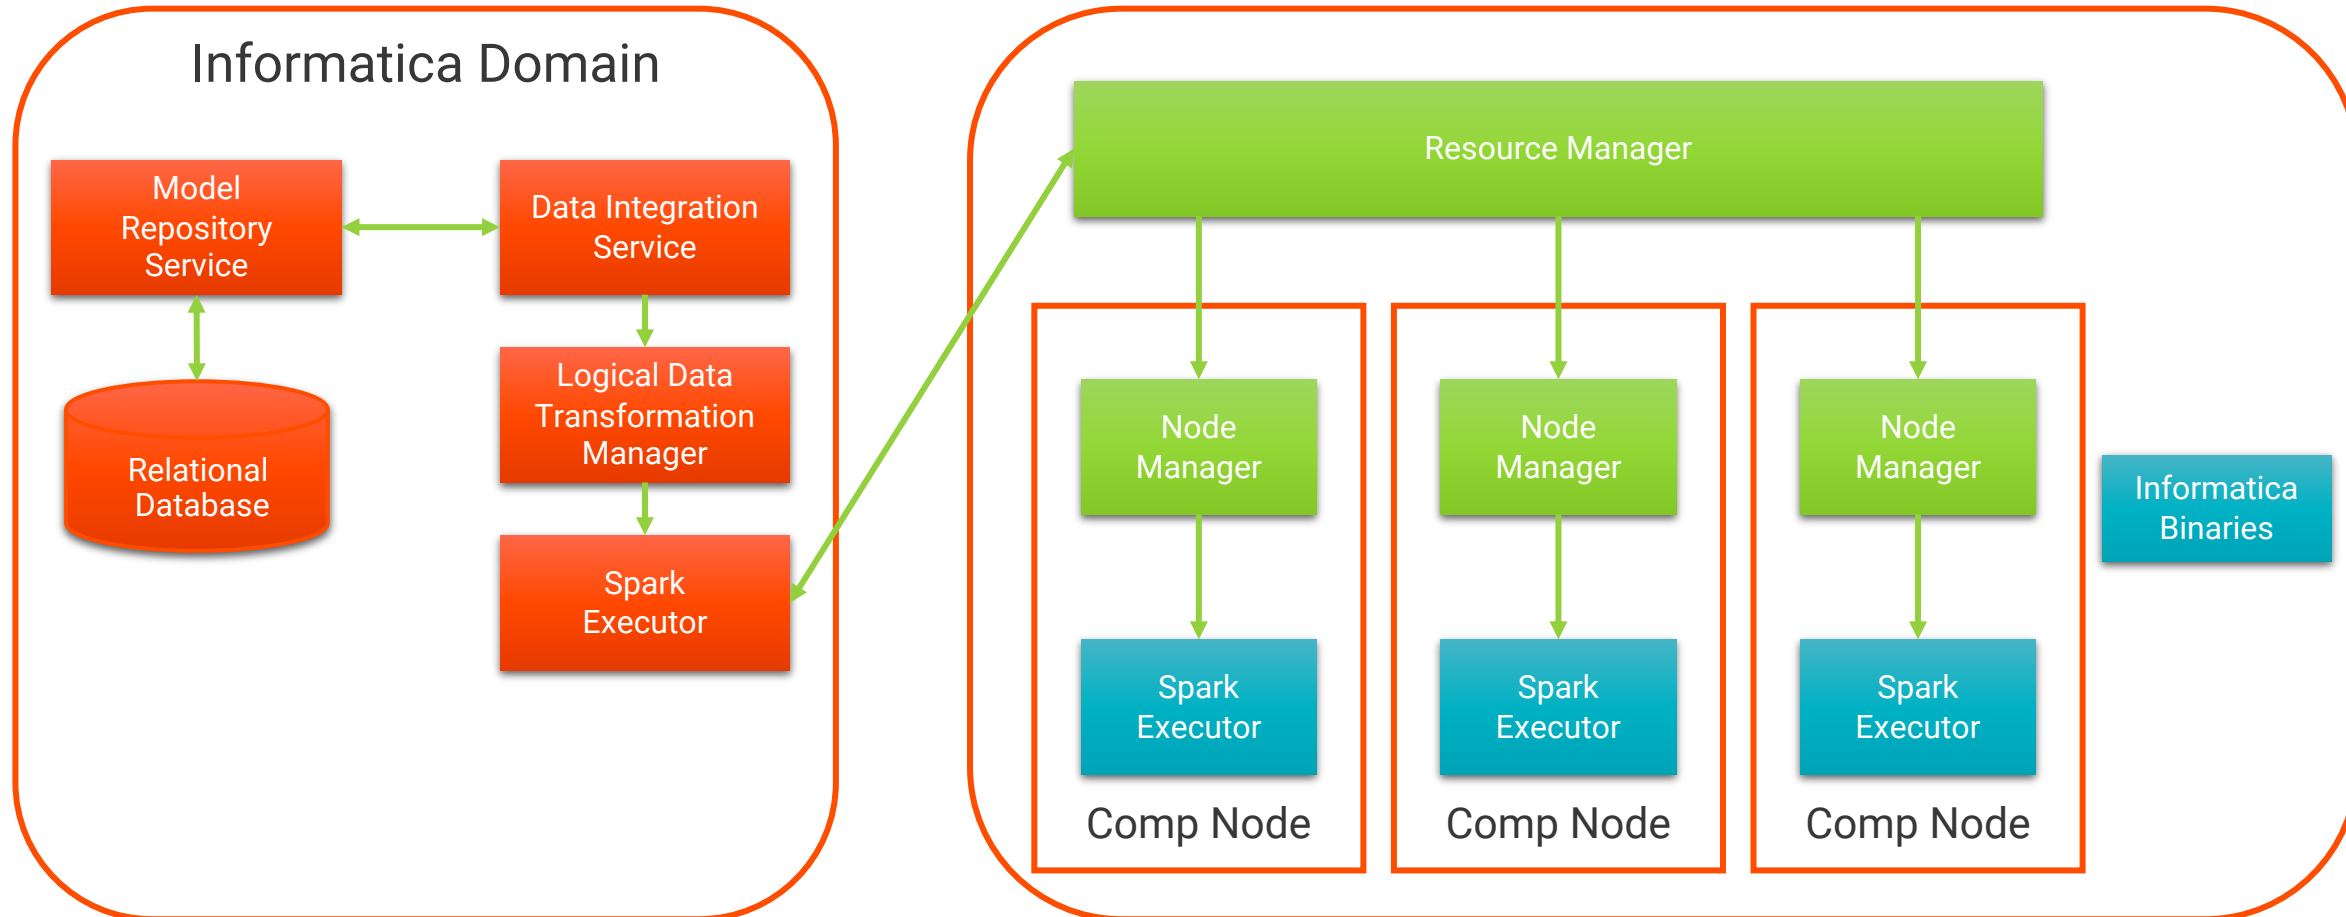 Informatica Domain
Model
Repository
Service
Data Integration
Service
Logical Data
Transformation
Manager
Relational
Database
Spark
Executor
Resource Manager
Node
Manager
Node
Manager
Node
Manager
Informatica
Binaries
Spark
Executor
Spark
Executor
Spark
Executor
Comp Node
Comp Node
Comp Node